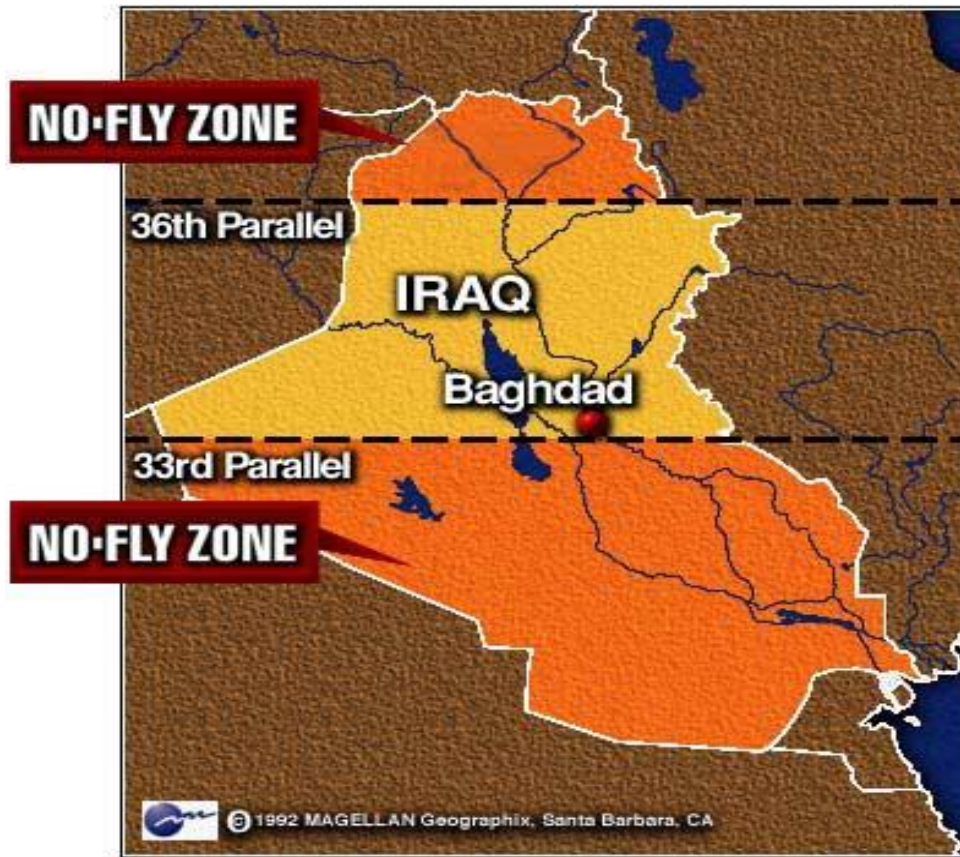 NO·FLY ZONE
36th Parallel
IRAQ
Baghdad
33rd Parallel
NO·FLY ZONE
© 1992 MAGELLAN Geographix, Santa Barbara, CA